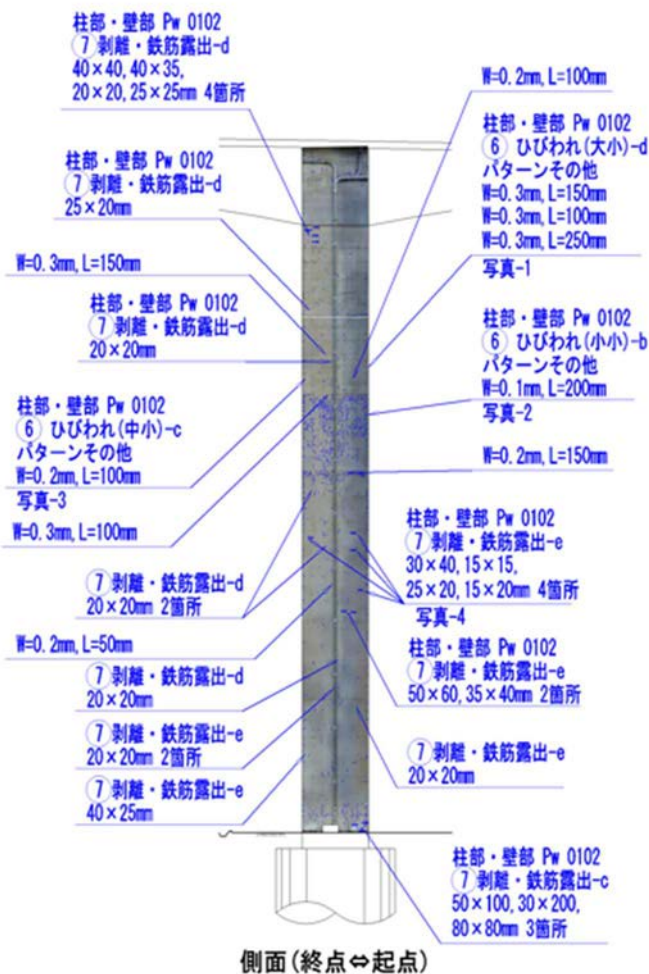 柱部・壁部 Pw 0102
⑦ 剥離・鉄筋露出-d
40×40,40×35,
20×20,25×25mm 4箇所
柱部・壁部 Pw 0102
⑦ 剥離・鉄筋露出-d
25×20mm
W=0.3mm,L=150mm
柱部・壁部 Pw 0102
⑦ 剥離・鉄筋露出-d
20×20mm
柱部・壁部 Pw 0102
⑥ ひびわれ(中小)-c
パターンその他
W=0.2mm,L=100mm
写真-3
W=0.3mm,L=100mm
⑦ 剥離・鉄筋露出-d
20×20mm 2箇所
W=0.2mm,L=50mm
⑦ 剥離・鉄筋露出-d
20×20mm
⑦ 剥離・鉄筋露出-e
20×20mm 2箇所
⑦ 剥離・鉄筋露出-e
40×25mm
W=0.2mm,L=100mm
柱部・壁部 Pw 0102
⑥ ひびわれ(大小)-d
パターンその他
W=0.3mm,L=150mm
W=0.3mm,L=100mm
W=0.3mm,L=250mm
写真-1
柱部・壁部 Pw 0102
⑥ ひびわれ(小小)-b
パターンその他
W=0.1mm,L=200mm
写真-2
W=0.2mm,L=150mm
柱部・壁部 Pw 0102
⑦ 剥離・鉄筋露出-e
30×40,15×15,
25×20,15×20mm 4箇所
写真-4
柱部・壁部 Pw 0102
⑦ 剥離・鉄筋露出-e
50×60,35×40mm 2箇所
⑦ 剥離・鉄筋露出-e
20×20mm
柱部・壁部 Pw 0102
⑦ 剥離・鉄筋露出-c
50×100,30×200,
80×80mm 3箇所
側面(終点⇔起点)